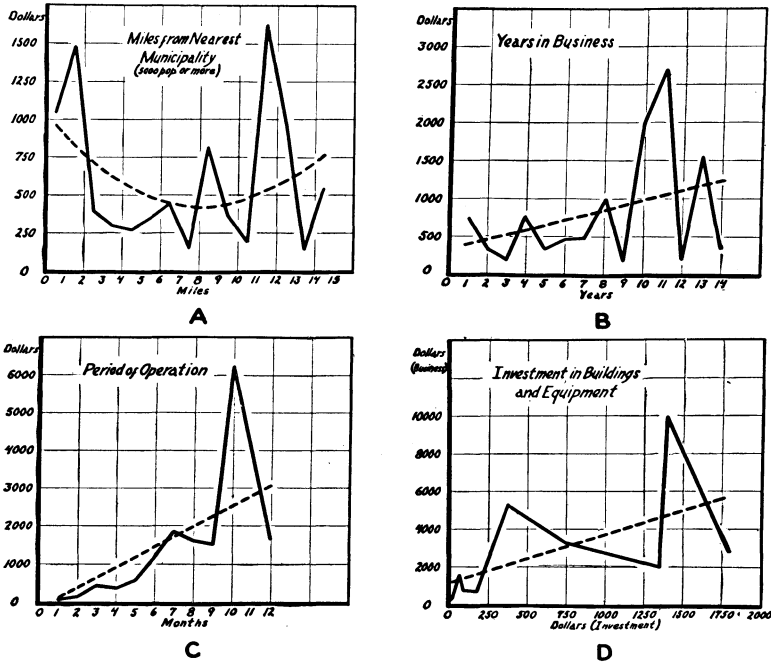 Dollars
Miles from Nearest
Municipality
(5000 pop. or more)
1500
1250
1000
750
500
250
0
0 1 2 3 4 5 6 7 8 9 10 11 12 13 14 15
Miles
A
Dollars
Years in Business
3000
2500
2000
1500
1000
500
0
0 1 2 3 4 5 6 7 8 9 10 11 12 13 14
Years
B
Dollars
Period of Operation
6000
5000
4000
3000
2000
1000
0
0 1 2 3 4 5 6 7 8 9 10 11 12
Months
C
Dollars
(Business)
Investment in Buildings
and Equipment
10000
8000
6000
4000
2000
0
0 250 500 750 1000 1250 1500 1750 2000
Dollars (Investment)
D